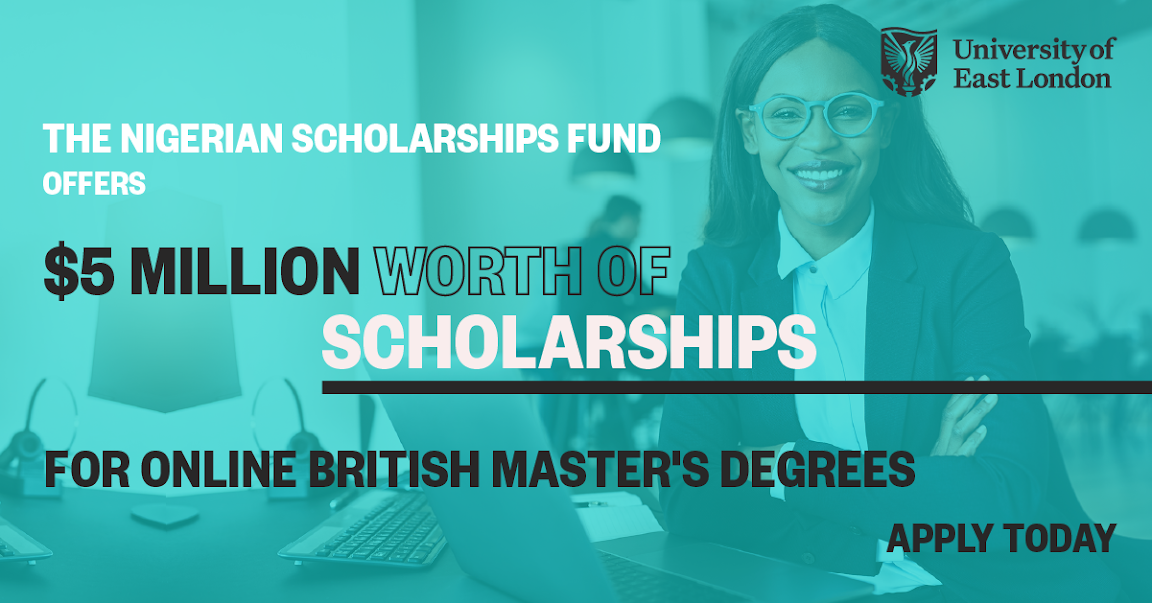 University of
East London
THE NIGERIAN SCHOLARSHIPS FUND
OFFERS
$5 MILLION WORTH OF
SCHOLARSHIPS
FOR ONLINE BRITISH MASTER'S DEGREES
APPLY TODAY